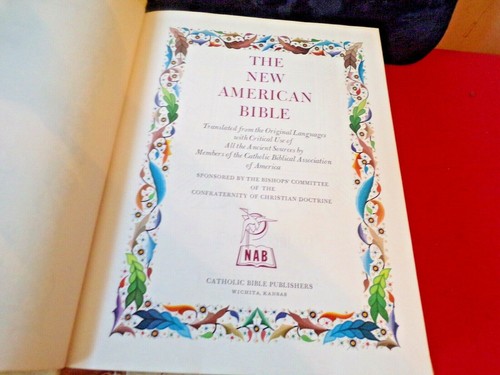 THE
NEW
AMERICAN
BIBLE
Translated from the Original Languages
with Critical Use of
All the Ancient Sources by
Members of the Catholic Biblical Association
of America
SPONSORED BY THE BISHOPS' COMMITTEE
OF THE
CONFRATERNITY OF CHRISTIAN DOCTRINE
NAB
CATHOLIC BIBLE PUBLISHERS
WICHITA, KANSAS